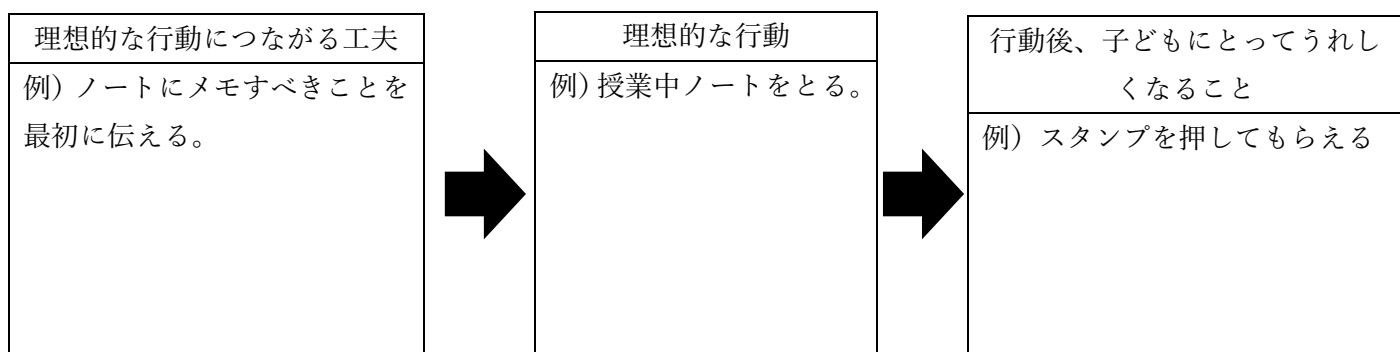 理想的な行動につながる工夫
例）ノートにメモすべきことを
最初に伝える。
理想的な行動
例）授業中ノートをとる。
行動後、子どもにとってうれし
くなること
例）スタンプを押してもらえる